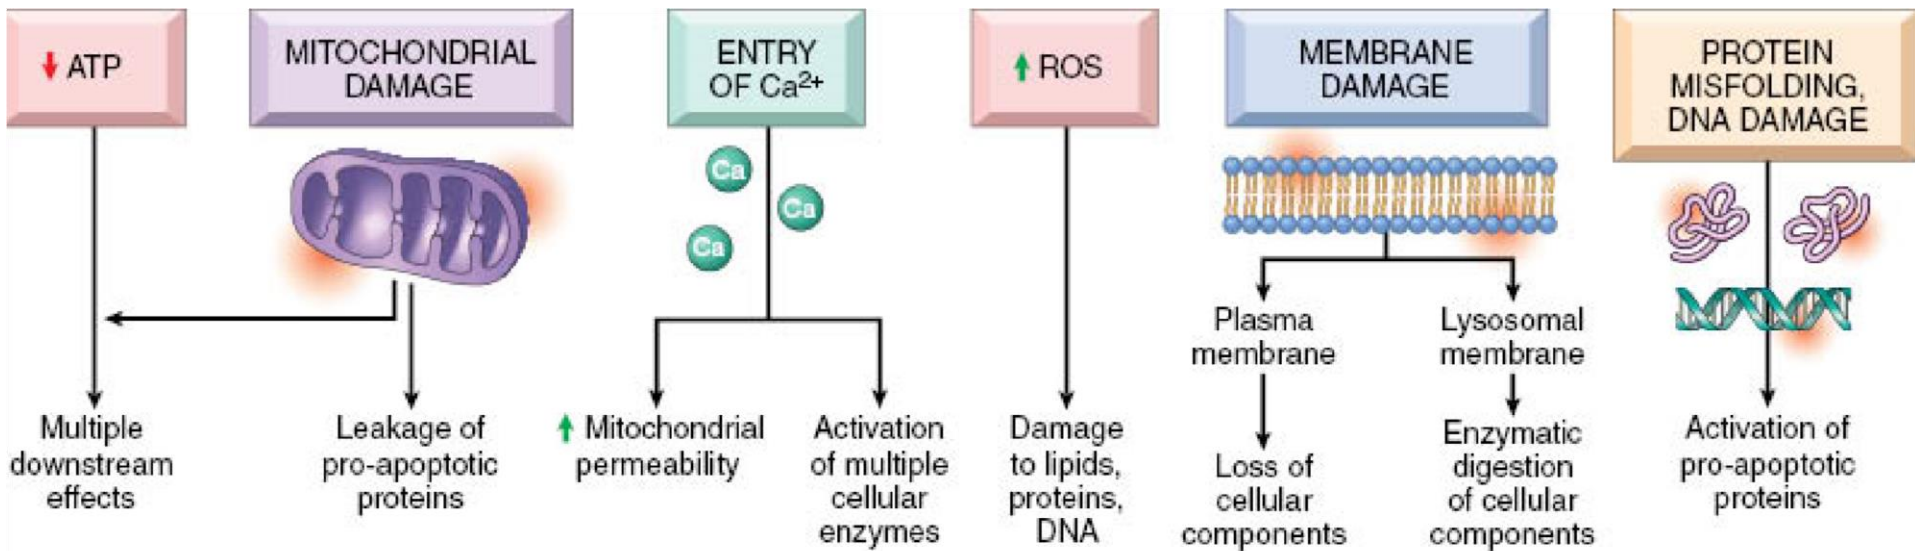 ↓ ATP
MITOCHONDRIAL
DAMAGE
ENTRY
OF Ca²⁺
↑ ROS
MEMBRANE
DAMAGE
PROTEIN
MISFOLDING,
DNA DAMAGE
Ca
Ca
Ca
Plasma
membrane
Lysosomal
membrane
Multiple
downstream
effects
Leakage of
pro-apoptotic
proteins
↑ Mitochondrial
permeability
Activation
of multiple
cellular
enzymes
Damage
to lipids,
proteins,
DNA
Loss of
cellular
components
Enzymatic
digestion
of cellular
components
Activation of
pro-apoptotic
proteins